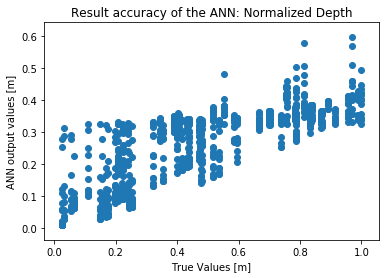 Result accuracy of the ANN: Normalized Depth
ANN output values [m]
0.6
0.5
0.4
0.3
0.2
0.1
0.0
0.0 0.2 0.4 0.6 0.8 1.0
True Values [m]